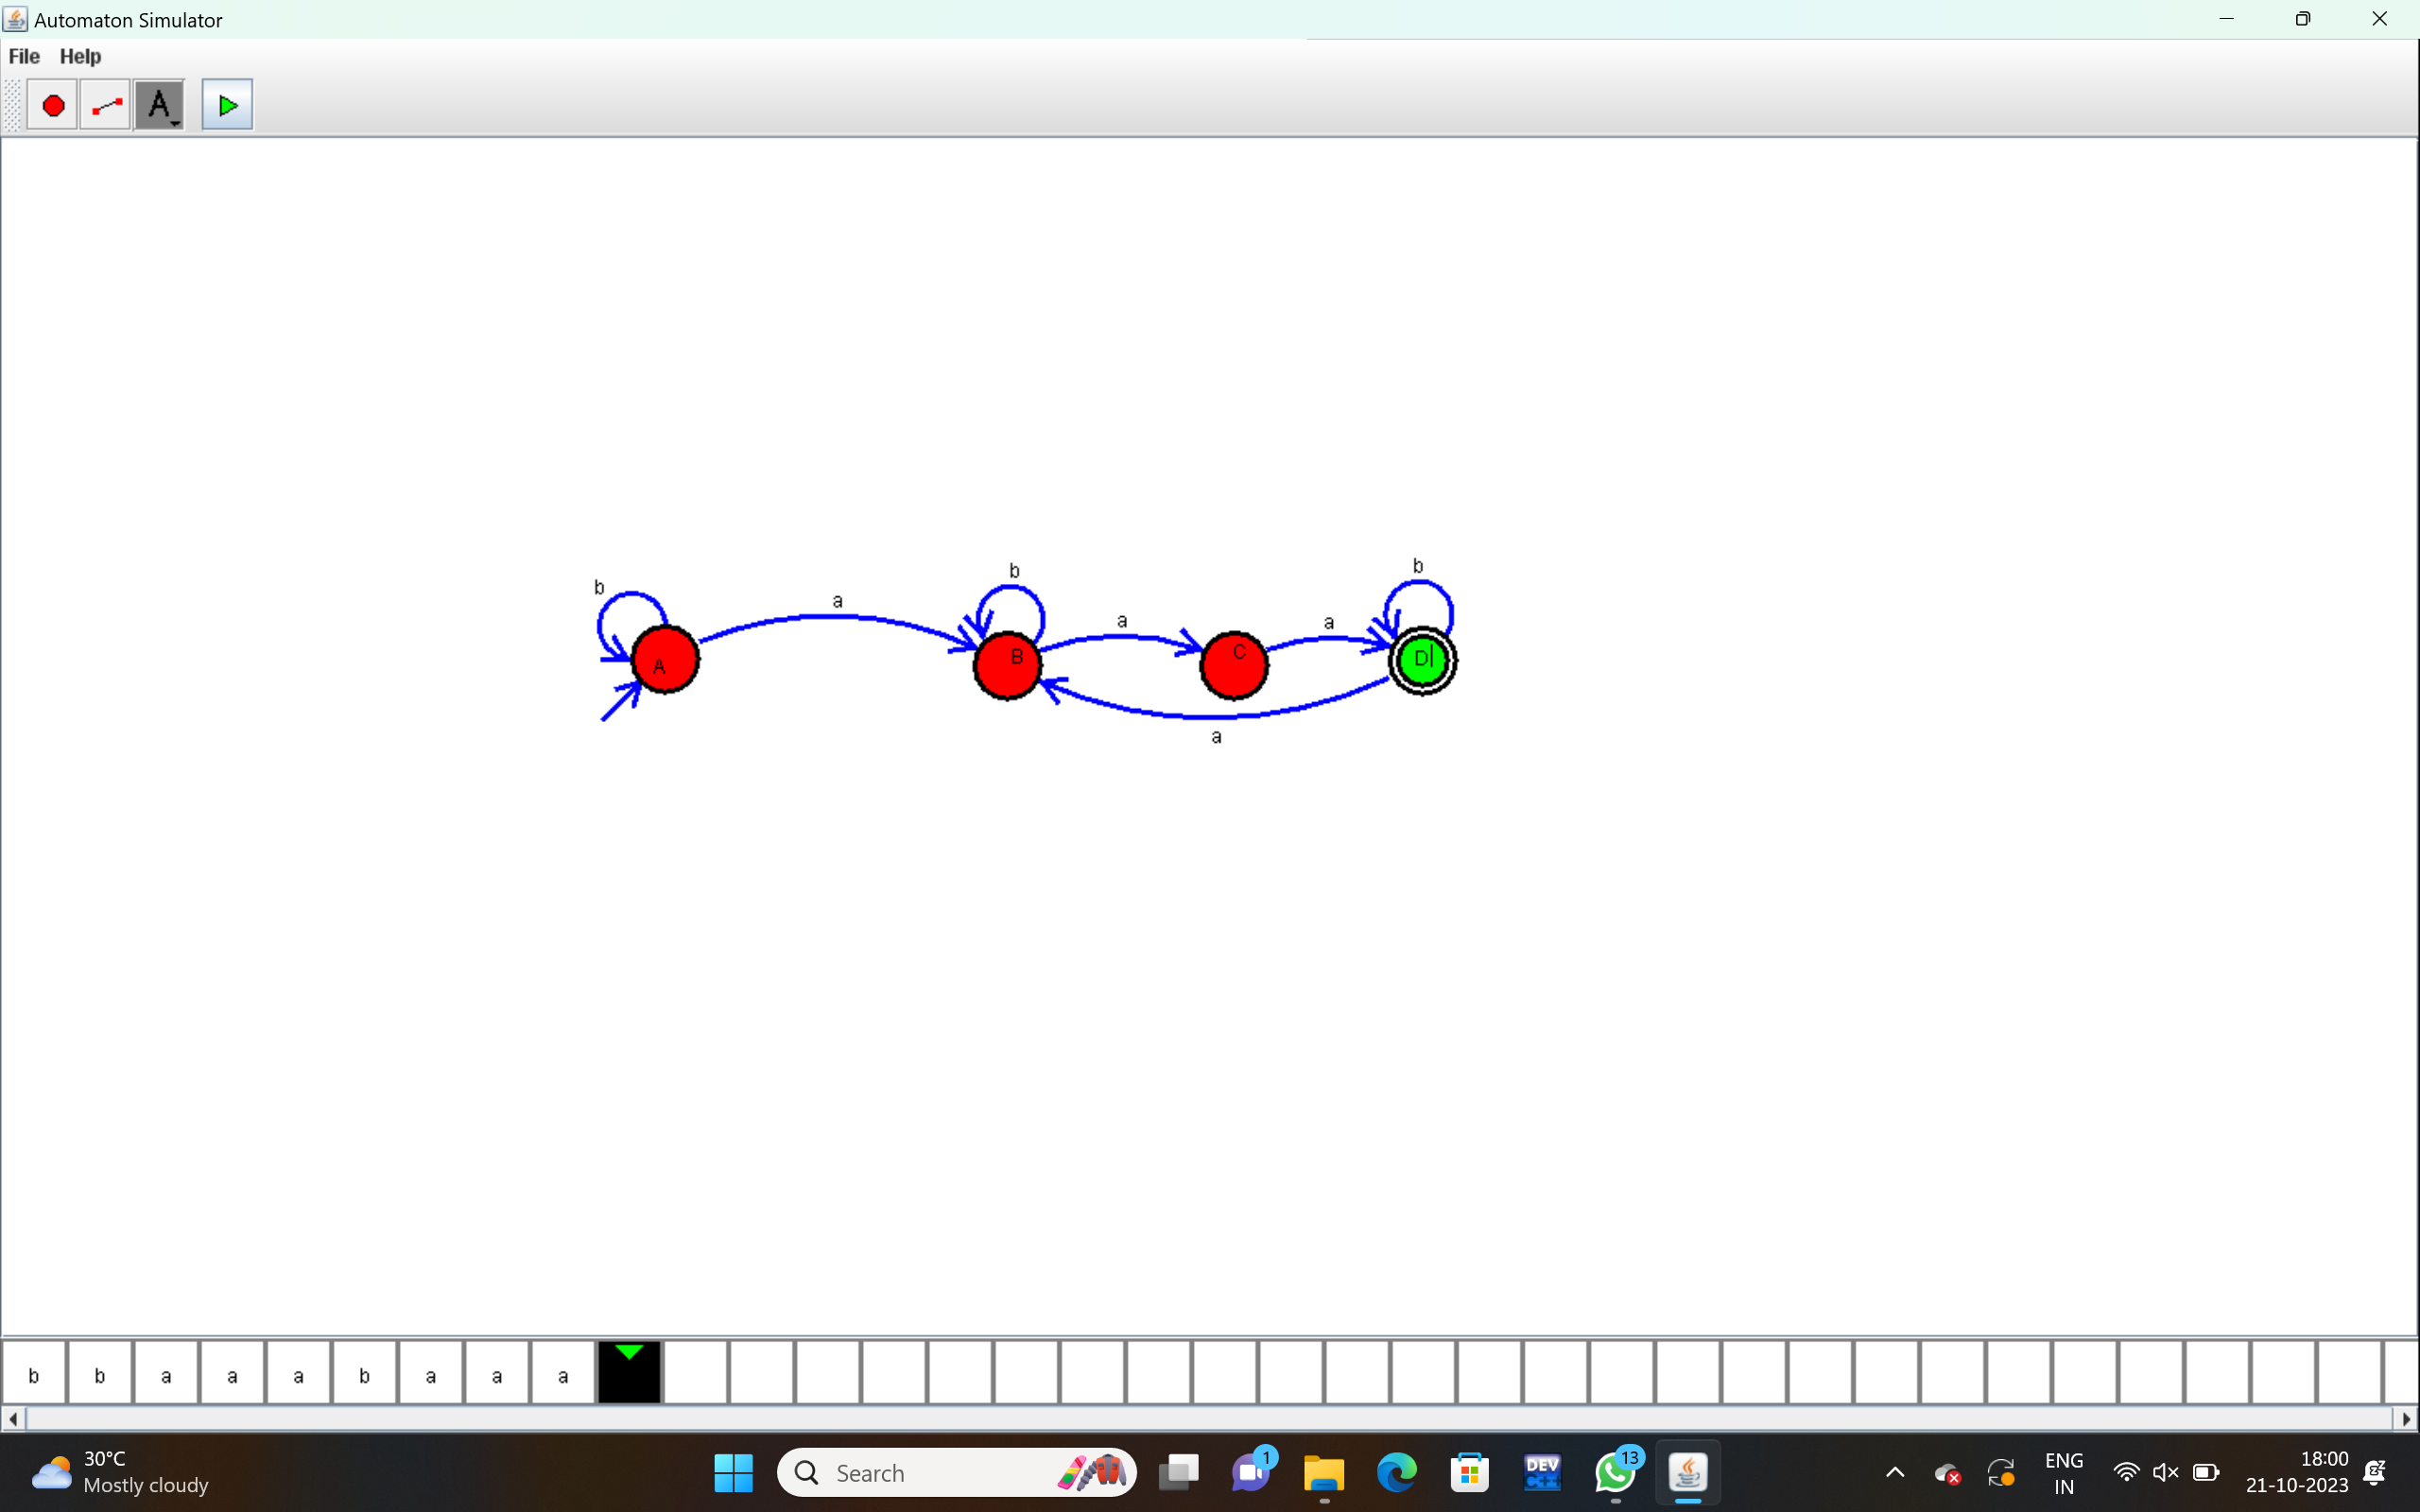 Automaton Simulator
File Help
A
b
b
b
a
a
a
A
B
C
D
a
b b a a a b a a a
30°C
Mostly cloudy
Search
1
DEV
C++
13
ENG
IN
18:00
21-10-2023